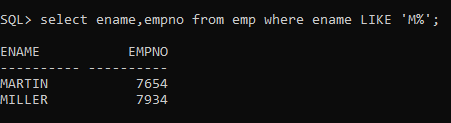 SQL> select ename,empno from emp where ename LIKE 'M%';
ENAME           EMPNO
---------- ----------
MARTIN           7654
MILLER           7934